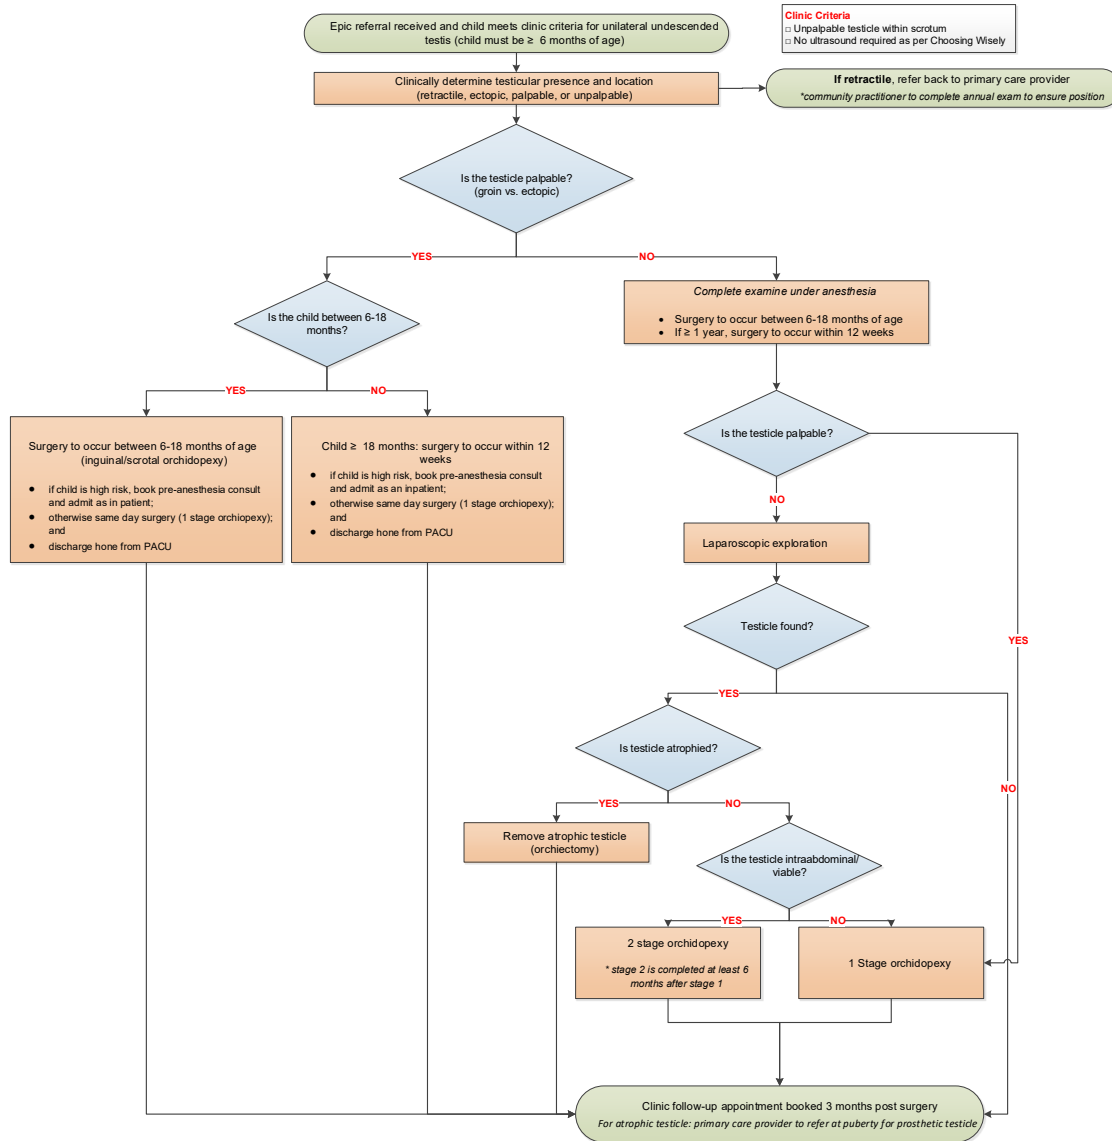 Epic referral received and child meets clinic criteria for unilateral undescended
testis (child must be ≥ 6 months of age)
Clinic Criteria
□ Unpalpable testicle within scrotum
□ No ultrasound required as per Choosing Wisely
Clinically determine testicular presence and location
(retractile, ectopic, palpable, or unpalpable)
If retractile, refer back to primary care provider
*community practitioner to complete annual exam to ensure position
Is the testicle palpable?
(groin vs. ectopic)
YES
NO
Is the child between 6-18
months?
Complete examine under anesthesia
● Surgery to occur between 6-18 months of age
● If ≥ 1 year, surgery to occur within 12 weeks
YES
NO
Surgery to occur between 6-18 months of age
(inguinal/scrotal orchidopexy)
● if child is high risk, book pre-anesthesia consult
and admit as in patient;
● otherwise same day surgery (1 stage orchiopexy);
and
● discharge hone from PACU
Child ≥ 18 months: surgery to occur within 12
weeks
● if child is high risk, book pre-anesthesia consult
and admit as an inpatient;
● otherwise same day surgery (1 stage orchiopexy);
and
● discharge home from PACU
Is the testicle palpable?
NO
Laparoscopic exploration
Testicle found?
YES
YES
Is testicle atrophied?
NO
YES
NO
Remove atrophic testicle
(orchiectomy)
Is the testicle intraabdominal/
viable?
YES
NO
2 stage orchidopexy
* stage 2 is completed at least 6
months after stage 1
1 Stage orchidopexy
Clinic follow-up appointment booked 3 months post surgery
For atrophic testicle: primary care provider to refer at puberty for prosthetic testicle